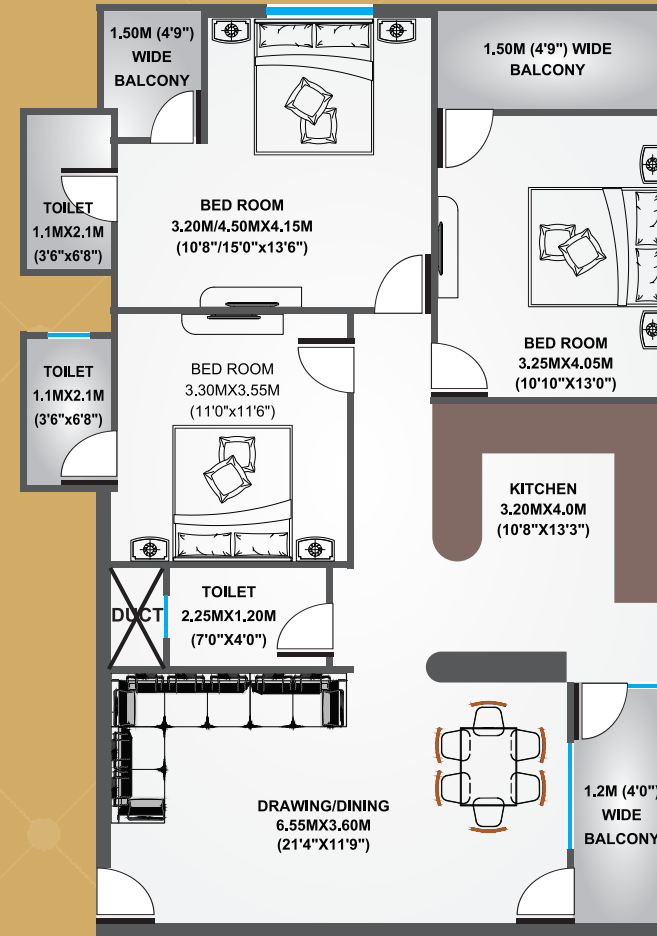 1.50M (4'9")
WIDE
BALCONY
1.50M (4'9") WIDE
BALCONY
TOILET
1.1MX2.1M
(3'6"x6'8")
BED ROOM
3.20M/4.50MX4.15M
(10'8"/15'0"x13'6")
BED ROOM
3.25MX4.05M
(10'10"X13'0")
TOILET
1.1MX2.1M
(3'6"x6'8")
BED ROOM
3.30MX3.55M
(11'0"x11'6")
KITCHEN
3.20MX4.0M
(10'8"X13'3")
DUCT
TOILET
2.25MX1.20M
(7'0"X4'0")
DRAWING/DINING
6.55MX3.60M
(21'4"X11'9")
1.2M (4'0")
WIDE
BALCONY